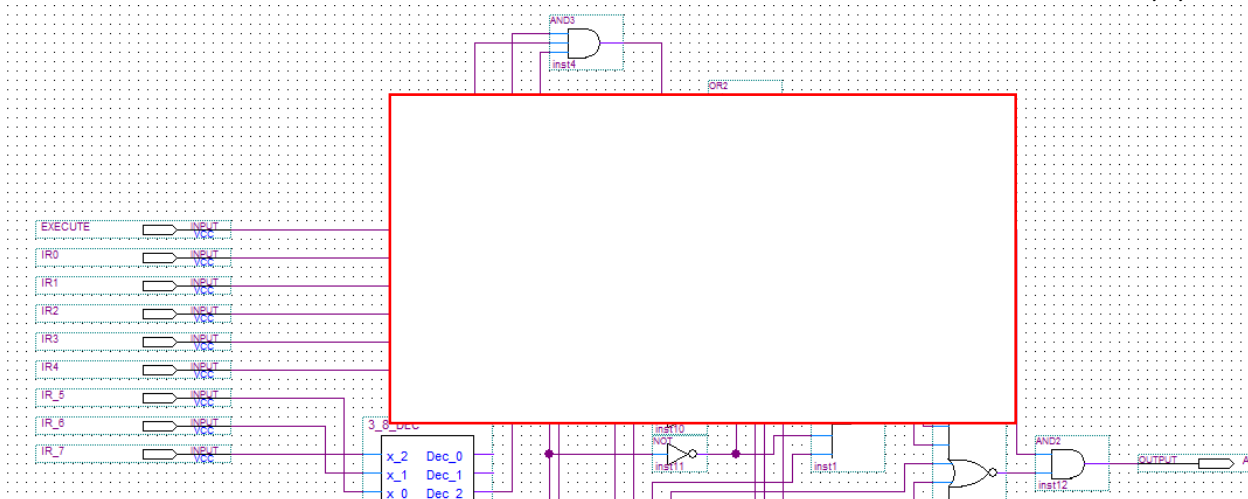 AND3
inst4
OR2
EXECUTE
INPUT
VCC
IR0
INPUT
VCC
IR1
INPUT
VCC
IR2
INPUT
VCC
IR3
INPUT
VCC
IR4
INPUT
VCC
IR_5
INPUT
VCC
IR_6
INPUT
VCC
IR_7
INPUT
VCC
3_8_DEC
x_2 Dec_0
x_1 Dec_1
x_0 Dec_2
inst10
NOT
inst11
inst1
AND2
inst12
OUTPUT
A